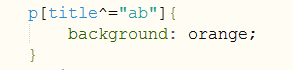 p[title^="ab"]{
    background: orange;
}